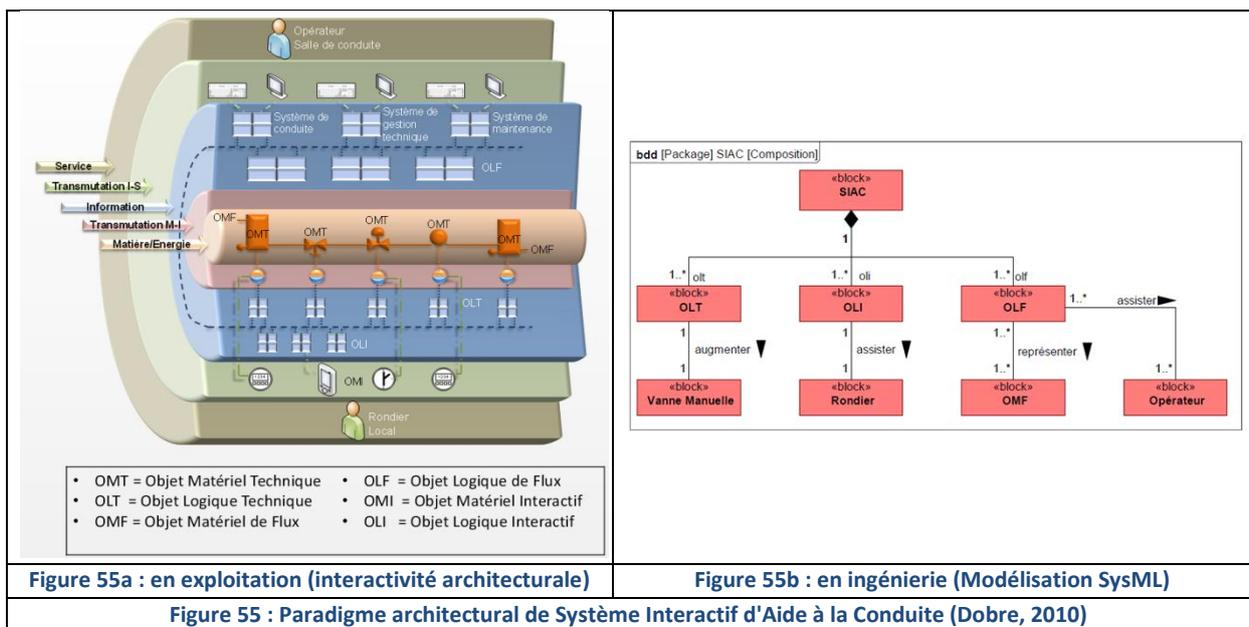 Opérateur
Salle de conduite
Système de
conduite
Système de
gestion
technique
Système de
maintenance
OLF
Service
Transmutation I-S
Information
Transmutation M-I
Matière/Energie
OMF
OMT
OMT
OMT
OMT
OMT
OMF
OLT
OLI
OMI
Rondier
Local
• OMT = Objet Matériel Technique
• OLT = Objet Logique Technique
• OMF = Objet Matériel de Flux
• OLF = Objet Logique de Flux
• OMI = Objet Matériel Interactif
• OLI = Objet Logique Interactif
bdd [Package] SIAC [Composition]
«block»
SIAC
1
1..* olt
1..* oli
1..* olf
«block»
OLT
«block»
OLI
«block»
OLF
1..*
assister
1
augmenter
1
1
assister
1
1..*
représenter
1..*
1..*
«block»
Vanne Manuelle
«block»
Rondier
«block»
OMF
«block»
Opérateur
Figure 55a : en exploitation (interactivité architecturale)
Figure 55b : en ingénierie (Modélisation SysML)
Figure 55 : Paradigme architectural de Système Interactif d'Aide à la Conduite (Dobre, 2010)